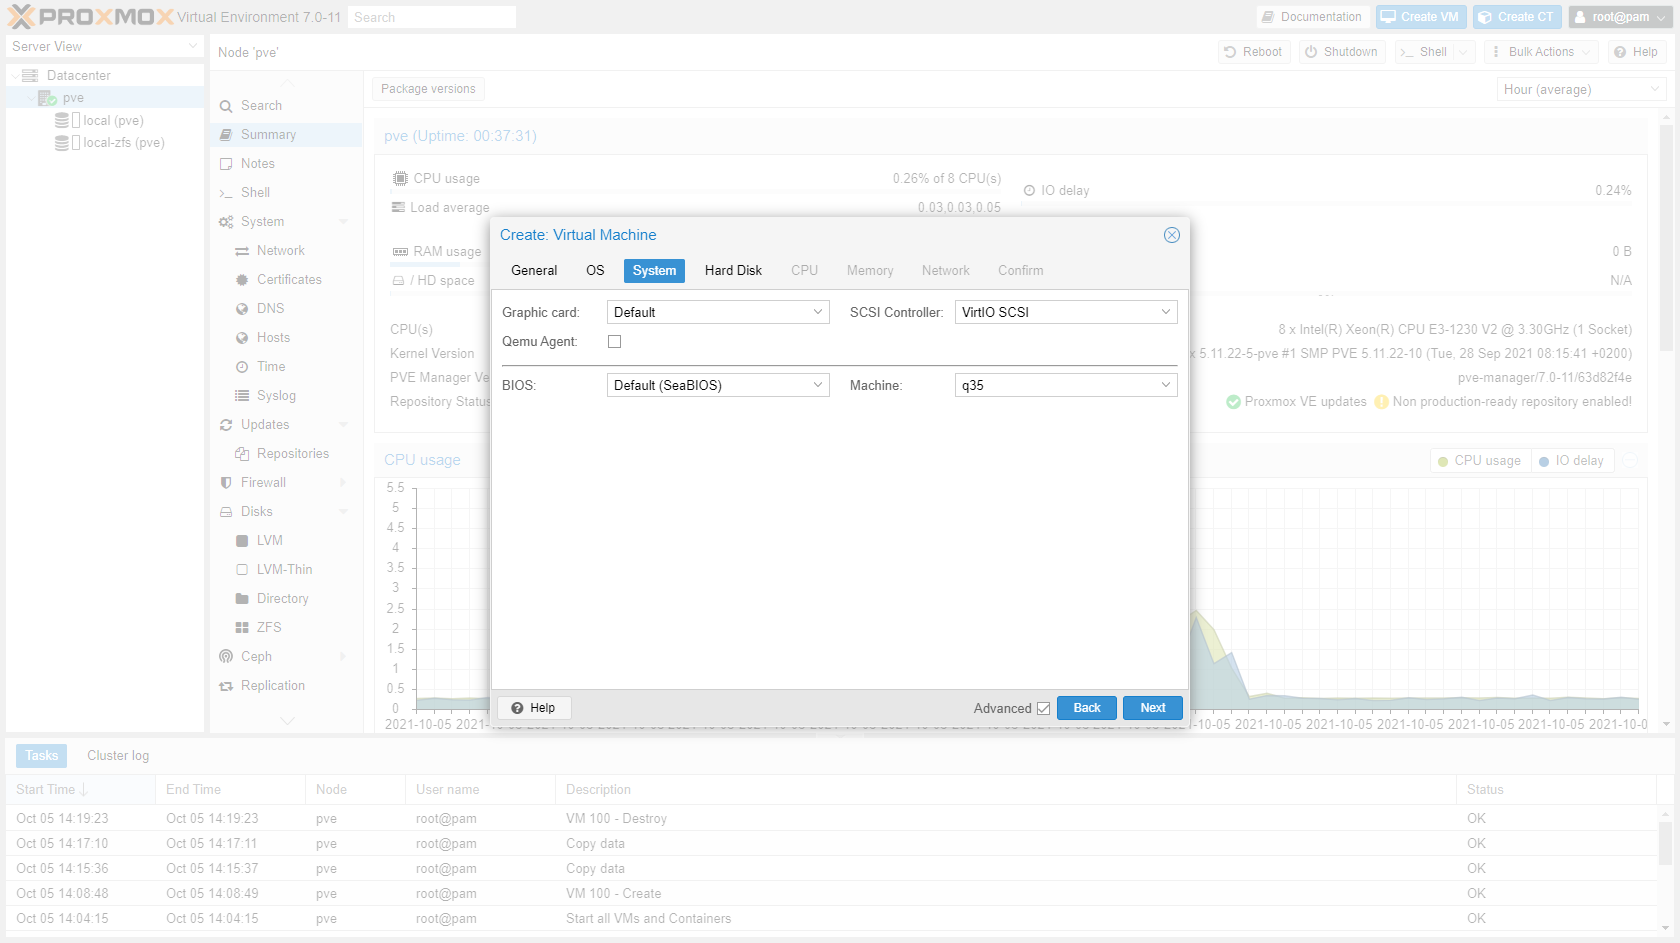 PROXMOX Virtual Environment 7.0-11 Search Documentation Create VM Create CT root@pam
Server View
Node 'pve' Reboot Shutdown Shell Bulk Actions Help
Datacenter
pve
local (pve)
local-zfs (pve)
Search
Summary
Notes
Shell
System
Network
Certificates
DNS
Hosts
Time
Syslog
Updates
Repositories
Firewall
Disks
LVM
LVM-Thin
Directory
ZFS
Ceph
Replication
Package versions Hour (average)
pve (Uptime: 00:37:31)
CPU usage 0.26% of 8 CPU(s)
IO delay 0.24%
Load average 0.03,0.03,0.05
RAM usage 0 B
/ HD space N/A
CPU(s) 8 x Intel(R) Xeon(R) CPU E3-1230 V2 @ 3.30GHz (1 Socket)
Kernel Version x 5.11.22-5-pve #1 SMP PVE 5.11.22-10 (Tue, 28 Sep 2021 08:15:41 +0200)
PVE Manager Ve pve-manager/7.0-11/63d82f4e
Repository Status Proxmox VE updates Non production-ready repository enabled!
Create: Virtual Machine
General OS System Hard Disk CPU Memory Network Confirm
Graphic card: Default SCSI Controller: VirtIO SCSI
Qemu Agent:
BIOS: Default (SeaBIOS) Machine: q35
Help Advanced Back Next
CPU usage CPU usage IO delay
5.5
5
4.5
4
3.5
3
2.5
2
1.5
1
0.5
0
2021-10-05 2021-10-05 2021-10-05 2021-10-05 2021-10-05 2021-10-05 2021-10-0
Tasks Cluster log
Start Time End Time Node User name Description Status
Oct 05 14:19:23 Oct 05 14:19:23 pve root@pam VM 100 - Destroy OK
Oct 05 14:17:10 Oct 05 14:17:11 pve root@pam Copy data OK
Oct 05 14:15:36 Oct 05 14:15:37 pve root@pam Copy data OK
Oct 05 14:08:48 Oct 05 14:08:49 pve root@pam VM 100 - Create OK
Oct 05 14:04:15 Oct 05 14:04:15 pve root@pam Start all VMs and Containers OK